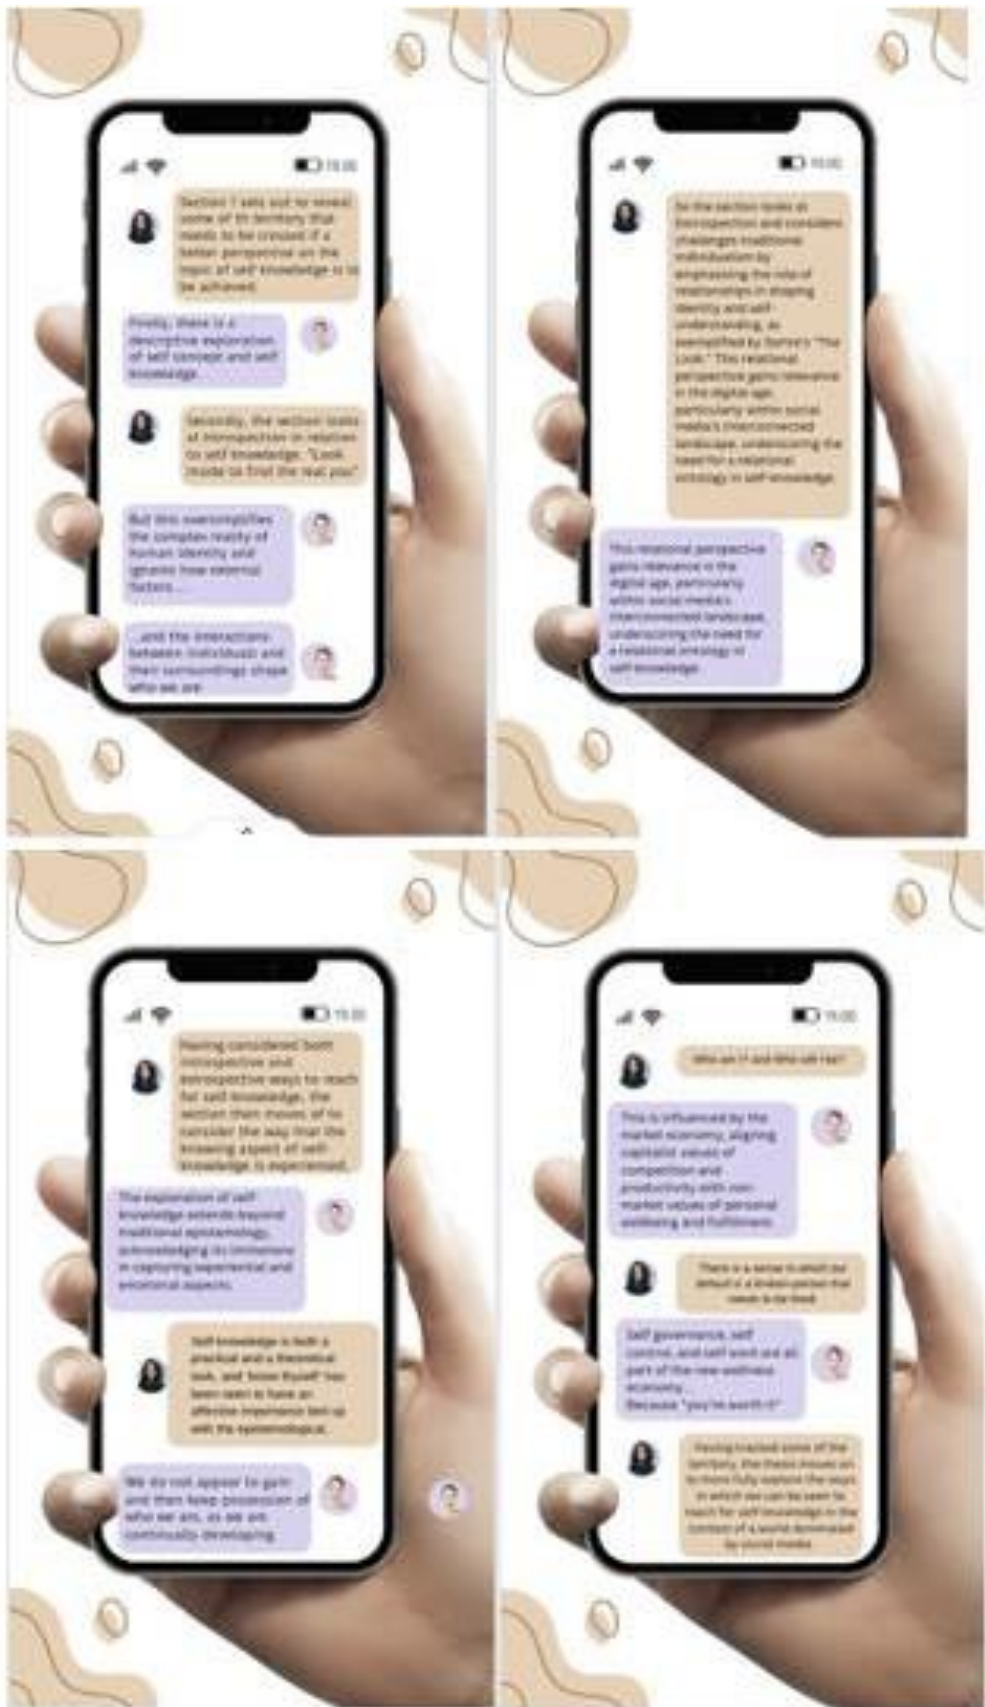 19:00
Section 1 sets out to reveal
some of th territory that
needs to be crossed if a
better perspective on the
topic of self knowledge is to
be achieved.
Firstly, there is a
descriptive exploration
of self concept and self
knowledge.
Secondly, the section looks
at introspection in relation
to self knowledge. "Look
inside to find the real you"
But this oversimplifies
the complex reality of
human identity and
ignores how external
factors...
...and the interactions
between individuals and
their surroundings shape
who we are
19:00
So the section looks at
Extrospection and considers
challenges traditional
individualism by
emphasizing the role of
relationships in shaping
identity and self-
understanding, as
exemplified by Sartre's "The
Look." This relational
perspective gains relevance
in the digital age,
particularly within social
media's interconnected
landscape, underscoring the
need for a relational
ontology in self-knowledge.
This relational perspective
gains relevance in the
digital age, particularly
within social media's
interconnected landscape,
underscoring the need for
a relational ontology in
self-knowledge.
19:00
Having considered both
introspective and
extrospective ways to reach
for self-knowledge, the
section then moves of to
consider the way that the
knowing aspect of self-
knowledge is experienced.
The exploration of self-
knowledge extends beyond
traditional epistemology,
acknowledging its limitations
in capturing experiential and
emotional aspects.
Self-knowledge is both a
practical and a theoretical
task, and 'know thyself' has
been seen to have an
affective importance tied up
with the epistemological.
We do not appear to gain
and then keep possession of
who we are, as we are
continually developing
19:00
Who am I? and Who will I be?
This is influenced by the
market economy, aligning
capitalist values of
competition and
productivity with non-
market values of personal
wellbeing and fulfillment.
There is a sense in which our
default is a broken person that
needs to be fixed
Self governance, self
control, and self work are all
part of the new wellness
economy...
Because "you're worth it"
Having tracked some of the
territory, the thesis moves on
to more fully explore the ways
in which we can be seen to
reach for self-knowledge in the
context of a world dominated
by social media.